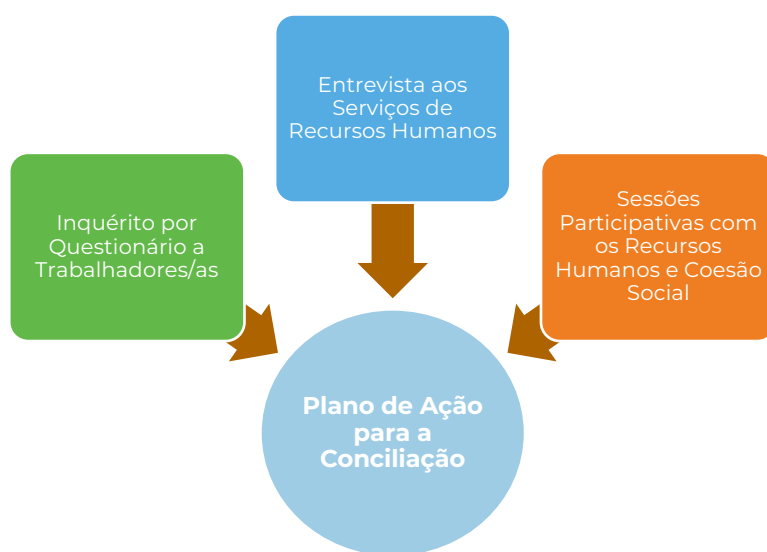 Entrevista aos
Serviços de
Recursos Humanos
Inquérito por
Questionário a
Trabalhadores/as
Sessões
Participativas com
os Recursos
Humanos e Coesão
Social
Plano de Ação
para a
Conciliação